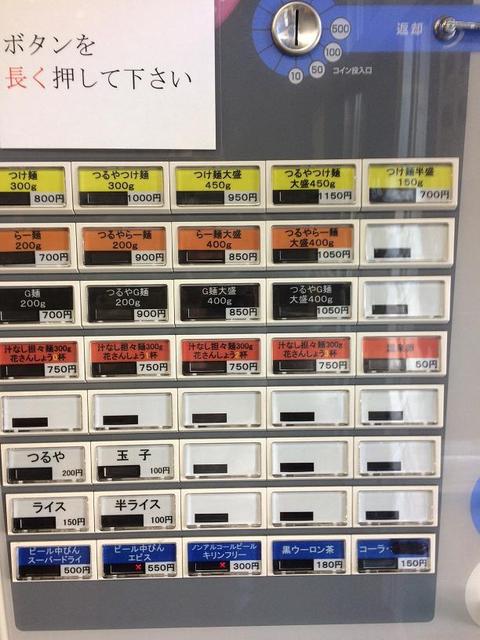 ボタンを
長く押して下さい
500
100
50
10
コイン投入口
返却
つけ麺
300g
800円
つるやつけ麺
300g
1000円
つけ麺大盛
450g
950円
つるやつけ麺
大盛450g
1150円
つけ麺半盛
150g
700円
らー麺
200g
700円
つるやらー麺
200g
900円
らー麺大盛
400g
850円
つるやらー麺
大盛400g
1050円
G麺
200g
700円
つるやG麺
200g
900円
G麺大盛
400g
850円
つるやG麺
大盛400g
1050円
汁なし担々麺300g
花さんしょう1杯
750円
汁なし担々麺300g
花さんしょう
杯
750円
汁なし担々麺300g
花さんしょう
杯
750円
汁なし担々麺300g
花さんしょう
杯
750円
50円
つるや
200円
玉子
100円
ライス
150円
半ライス
100円
ビール中びん
スーパードライ
500円
ビール中びん
エビス
550円
ノンアルコールビール
キリンフリー
300円
黒ウーロン茶
180円
コーラ・
150円